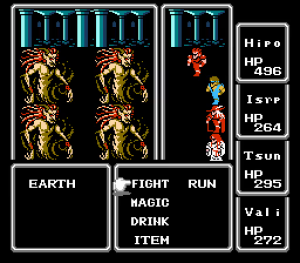 Hiro
HP
496
Isrp
HP
264
Tsun
HP
295
Vali
HP
272
EARTH
FIGHT RUN
MAGIC
DRINK
ITEM